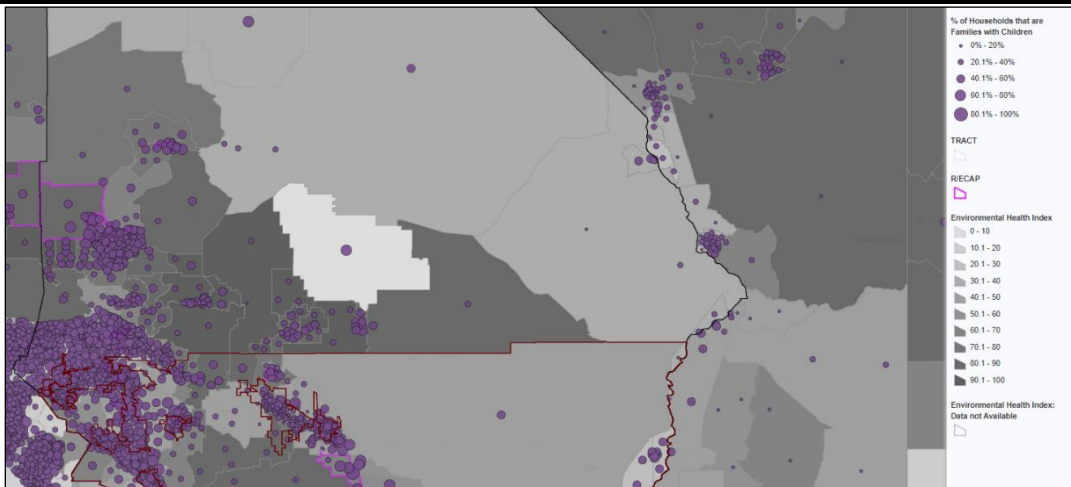 % of Households that are
Families with Children
0% - 20%
20.1% - 40%
40.1% - 60%
60.1% - 80%
80.1% - 100%
TRACT
R/ECAP
Environmental Health Index
0 - 10
10.1 - 20
20.1 - 30
30.1 - 40
40.1 - 50
50.1 - 60
60.1 - 70
70.1 - 80
80.1 - 90
90.1 - 100
Environmental Health Index:
Data not Available